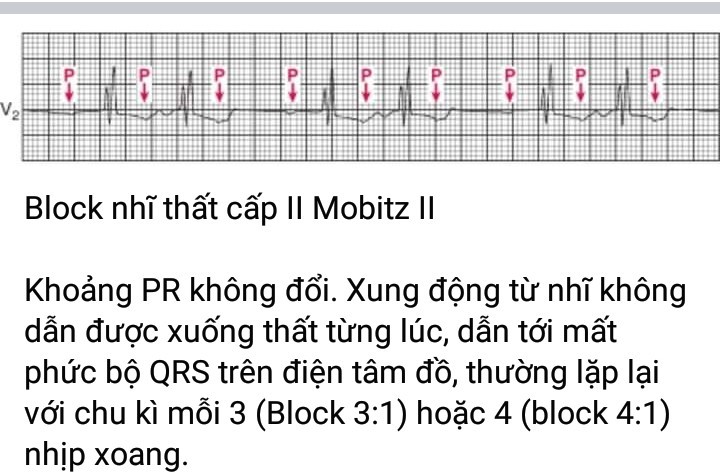 P P P P P P P P P
V2
Block nhĩ thất cấp II Mobitz II
Khoảng PR không đổi. Xung động từ nhĩ không
dẫn được xuống thất từng lúc, dẫn tới mất
phức bộ QRS trên điện tâm đồ, thường lặp lại
với chu kì mỗi 3 (Block 3:1) hoặc 4 (block 4:1)
nhịp xoang.